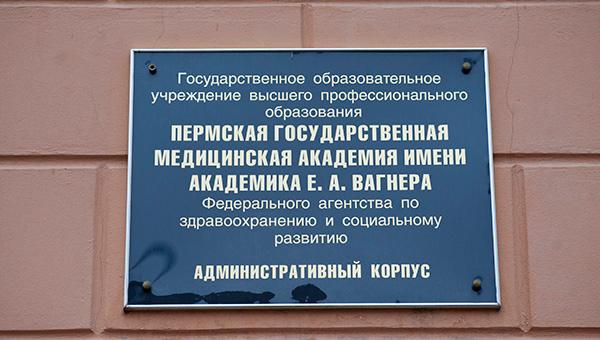 Государственное образовательное
учреждение высшего профессионального
образования
ПЕРМСКАЯ ГОСУДАРСТВЕННАЯ
МЕДИЦИНСКАЯ АКАДЕМИЯ ИМЕНИ
АКАДЕМИКА Е. А. ВАГНЕРА
Федерального агентства по
здравоохранению и социальному
развитию
АДМИНИСТРАТИВНЫЙ КОРПУС